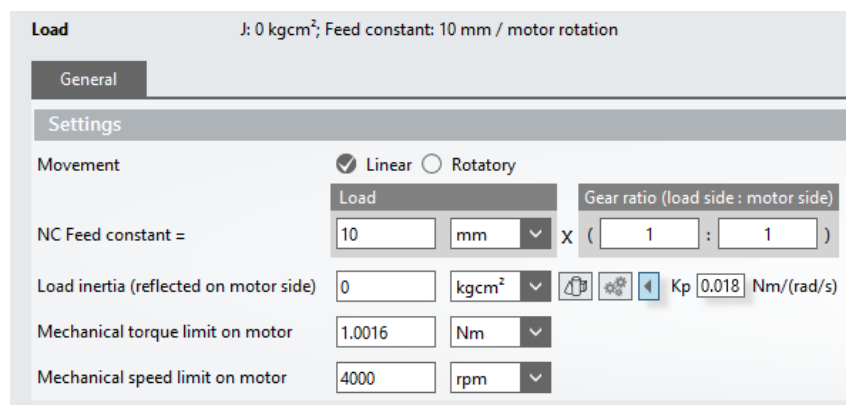 Load J: 0 kgcm²; Feed constant: 10 mm / motor rotation
General
Settings
Movement Linear Rotatory
Load Gear ratio (load side : motor side)
NC Feed constant = 10 mm x ( 1 : 1 )
Load inertia (reflected on motor side) 0 kgcm² Kp 0.018 Nm/(rad/s)
Mechanical torque limit on motor 1.0016 Nm
Mechanical speed limit on motor 4000 rpm